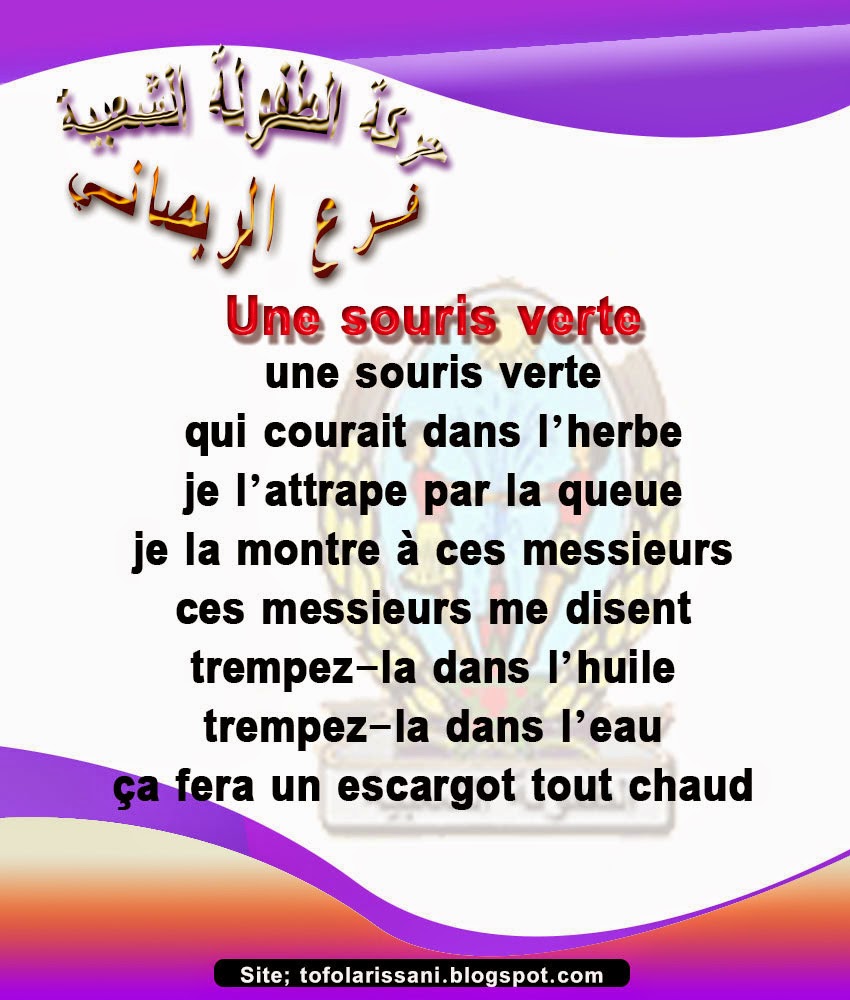 حركة الطفولة الشعبية
فرع الريصاني
Une souris verte
une souris verte
qui courait dans l’herbe
je l’attrape par la queue
je la montre à ces messieurs
ces messieurs me disent
trempez-la dans l’huile
trempez-la dans l’eau
ça fera un escargot tout chaud
Site; tofolarissani.blogspot.com